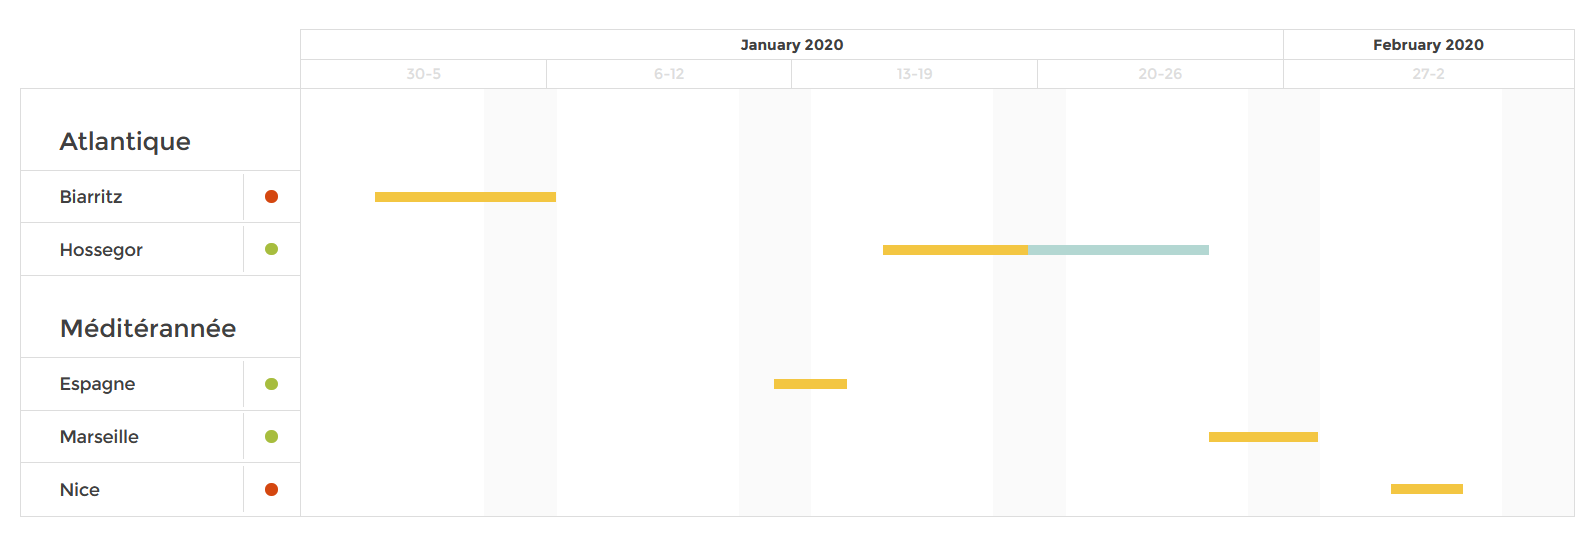 January 2020
February 2020
30-5
6-12
13-19
20-26
27-2
Atlantique
Biarritz
Hossegor
Méditérannée
Espagne
Marseille
Nice